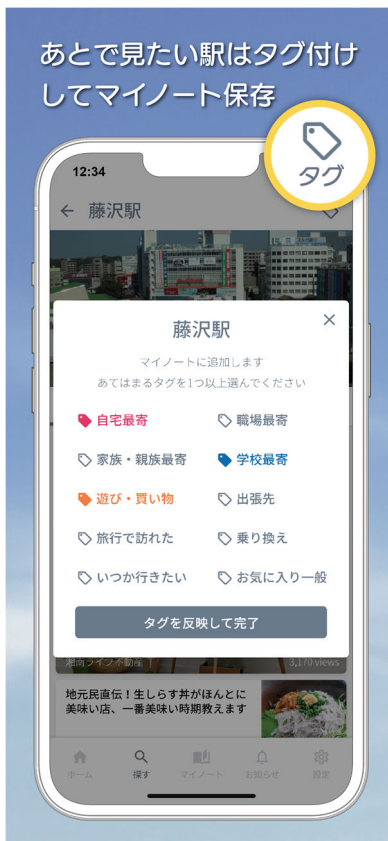 あとで見たい駅はタグ付け
してマイノート保存
タグ
12:34
← 藤沢駅
藤沢駅
マイノートに追加します
あてはまるタグを1つ以上選んでください
自宅最寄
職場最寄
家族・親族最寄
学校最寄
遊び・買い物
出張先
旅行で訪れた
乗り換え
いつか行きたい
お気に入り一般
タグを反映して完了
湘南ライフ不動産
3,170 views
地元民直伝！生しらす丼がほんとに
美味い店、一番美味い時期教えます
ホーム
探す
マイノート
お知らせ
設定